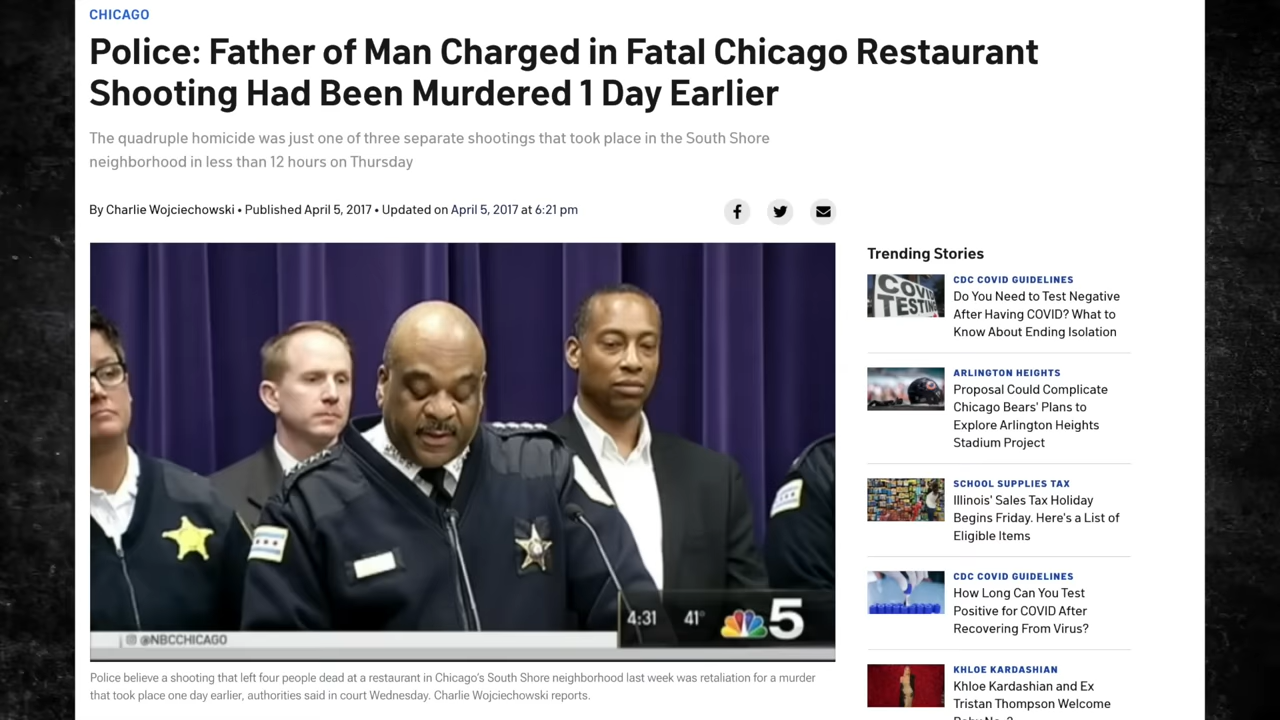 CHICAGO
Police: Father of Man Charged in Fatal Chicago Restaurant
Shooting Had Been Murdered 1 Day Earlier
The quadruple homicide was just one of three separate shootings that took place in the South Shore
neighborhood in less than 12 hours on Thursday
By Charlie Wojciechowski • Published April 5, 2017 • Updated on April 5, 2017 at 6:21 pm
4:31 41° 5
@NBCCHICAGO
Police believe a shooting that left four people dead at a restaurant in Chicago's South Shore neighborhood last week was retaliation for a murder
that took place one day earlier, authorities said in court Wednesday. Charlie Wojciechowski reports.
Trending Stories
CDC COVID GUIDELINES
Do You Need to Test Negative
After Having COVID? What to
Know About Ending Isolation
COVID
TESTING
ARLINGTON HEIGHTS
Proposal Could Complicate
Chicago Bears' Plans to
Explore Arlington Heights
Stadium Project
SCHOOL SUPPLIES TAX
Illinois' Sales Tax Holiday
Begins Friday. Here's a List of
Eligible Items
CDC COVID GUIDELINES
How Long Can You Test
Positive for COVID After
Recovering From Virus?
KHLOE KARDASHIAN
Khloe Kardashian and Ex
Tristan Thompson Welcome